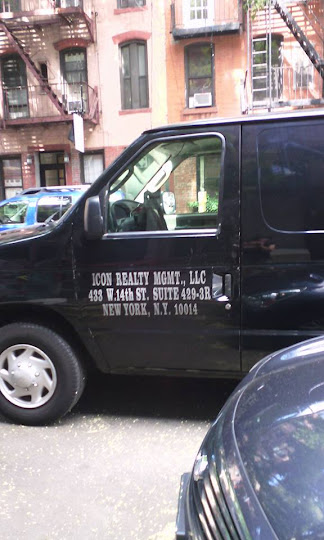 ICON REALTY MGMT., LLC
433 W.14th ST. SUITE 429-3R
NEW YORK, N.Y. 10014